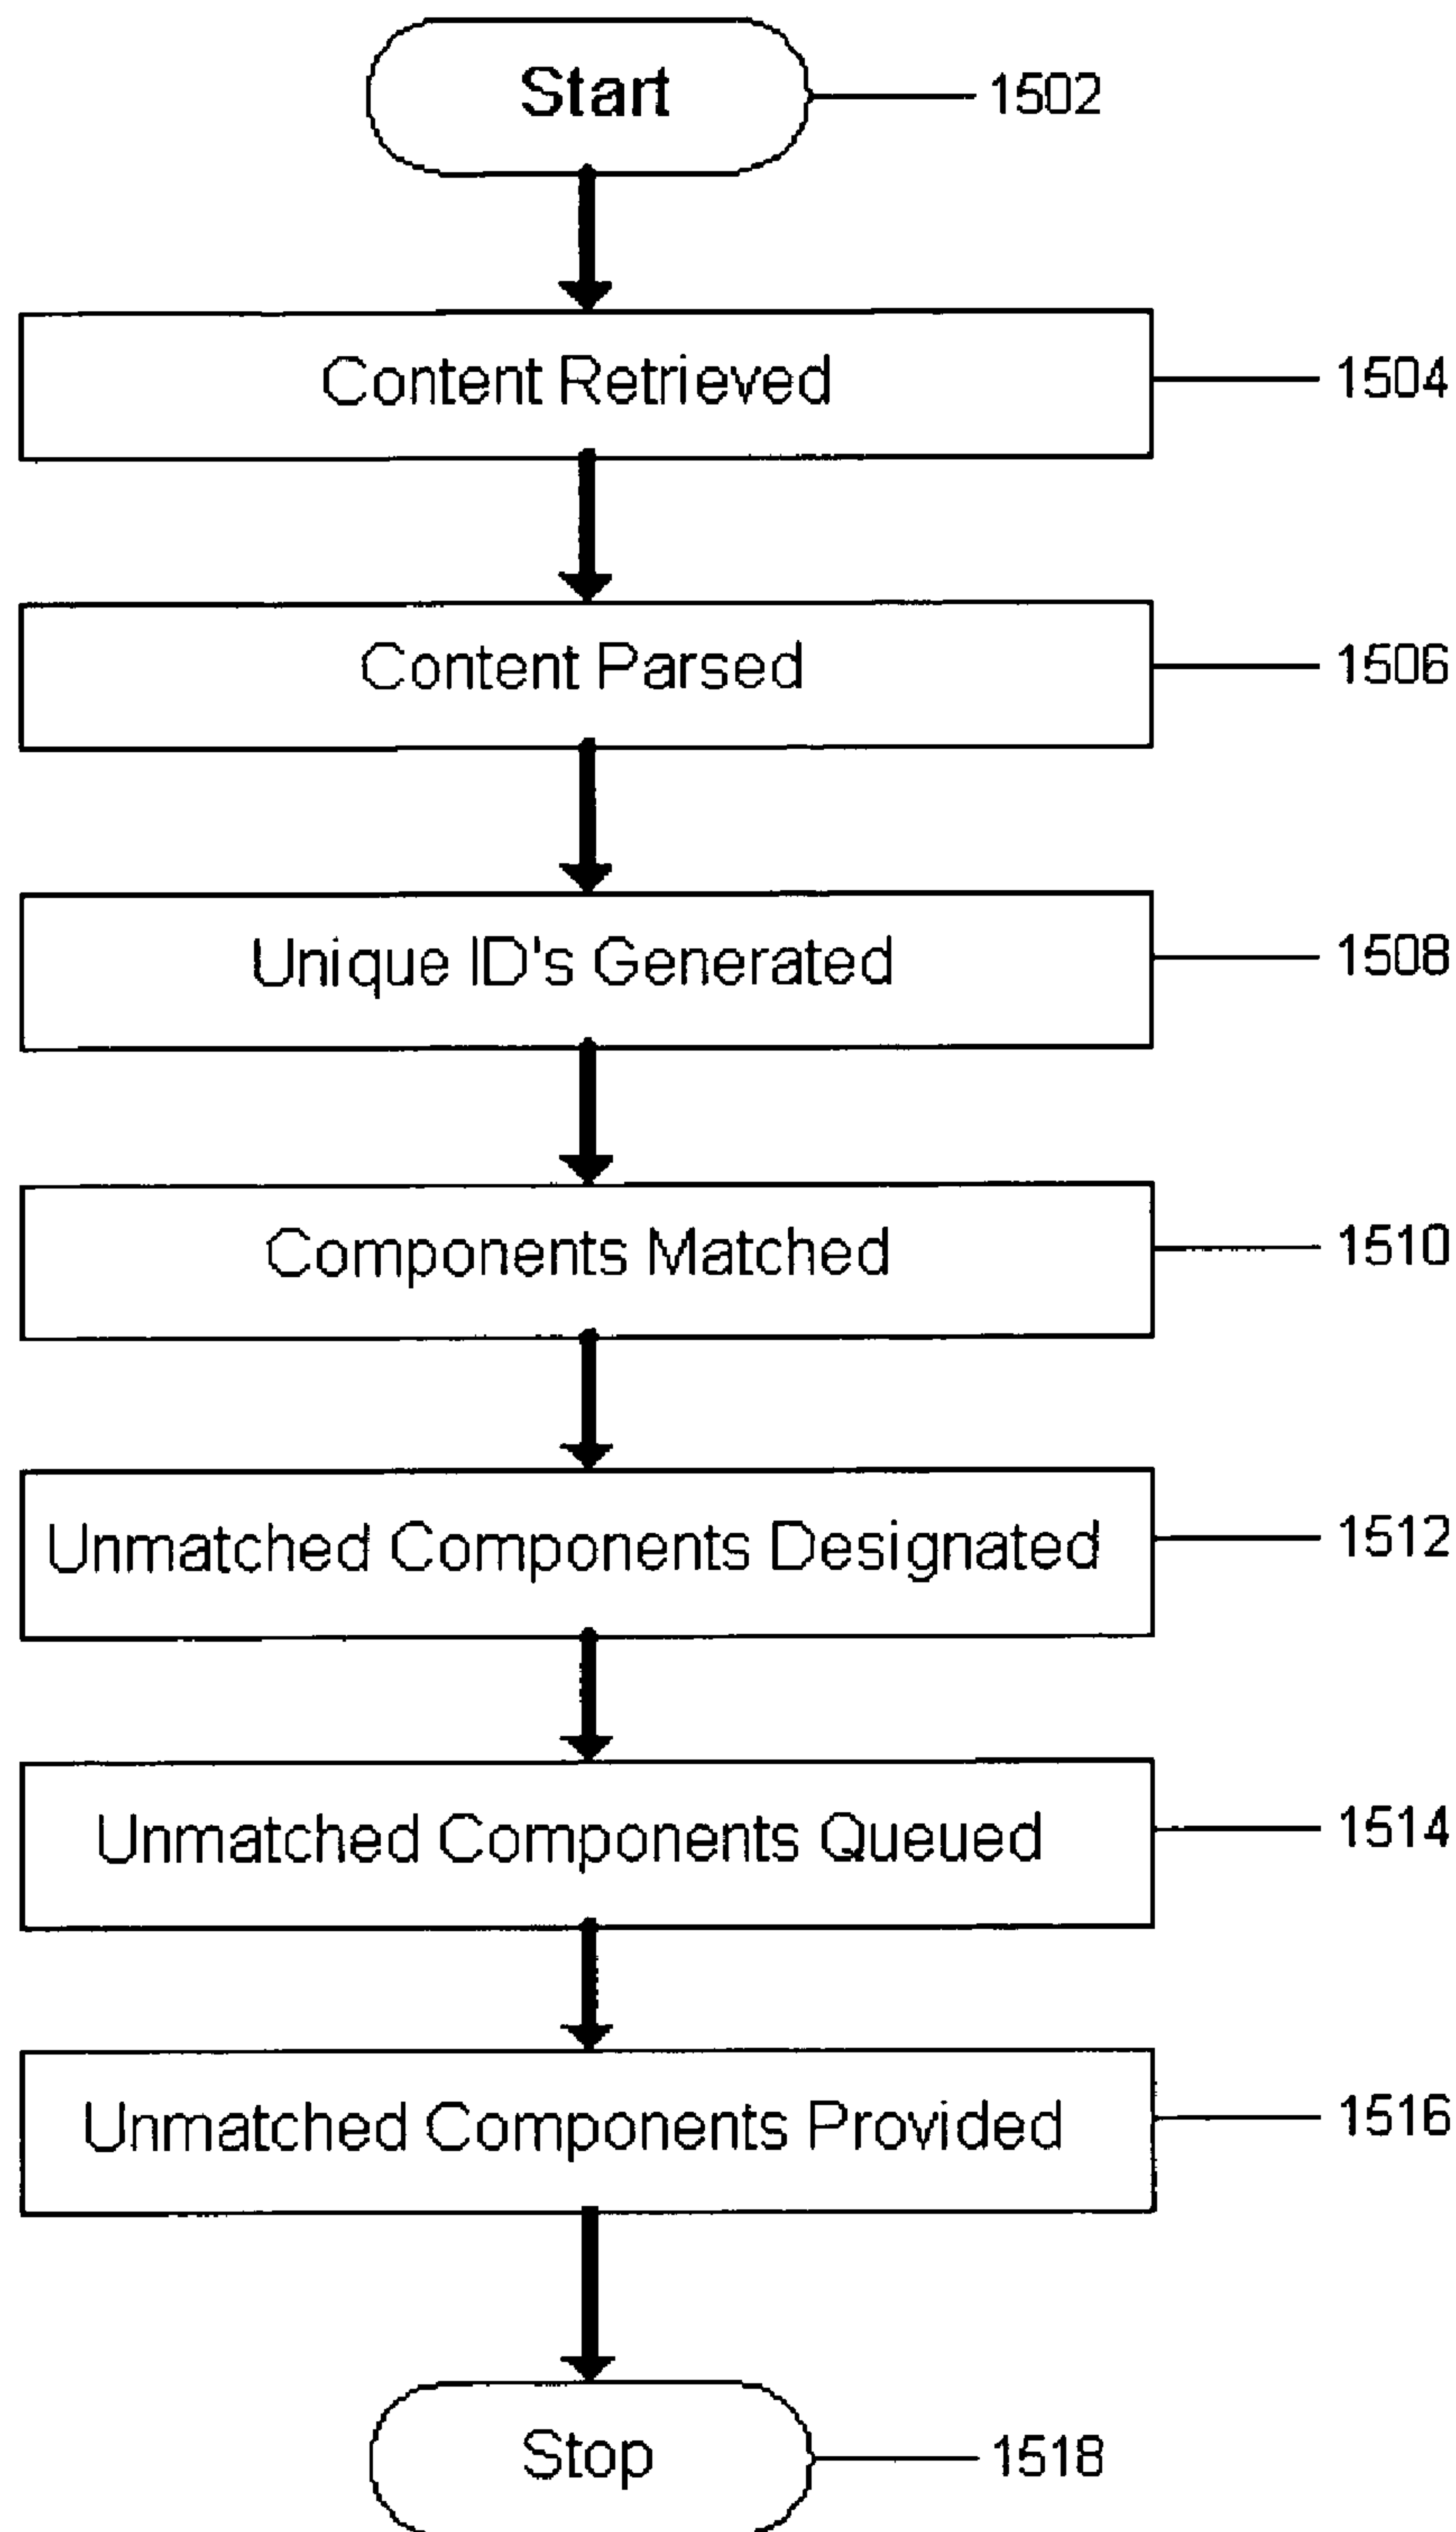 Start
1502
Content Retrieved
1504
Content Parsed
1506
Unique ID's Generated
1508
Components Matched
1510
Unmatched Components Designated
1512
Unmatched Components Queued
1514
Unmatched Components Provided
1516
Stop
1518